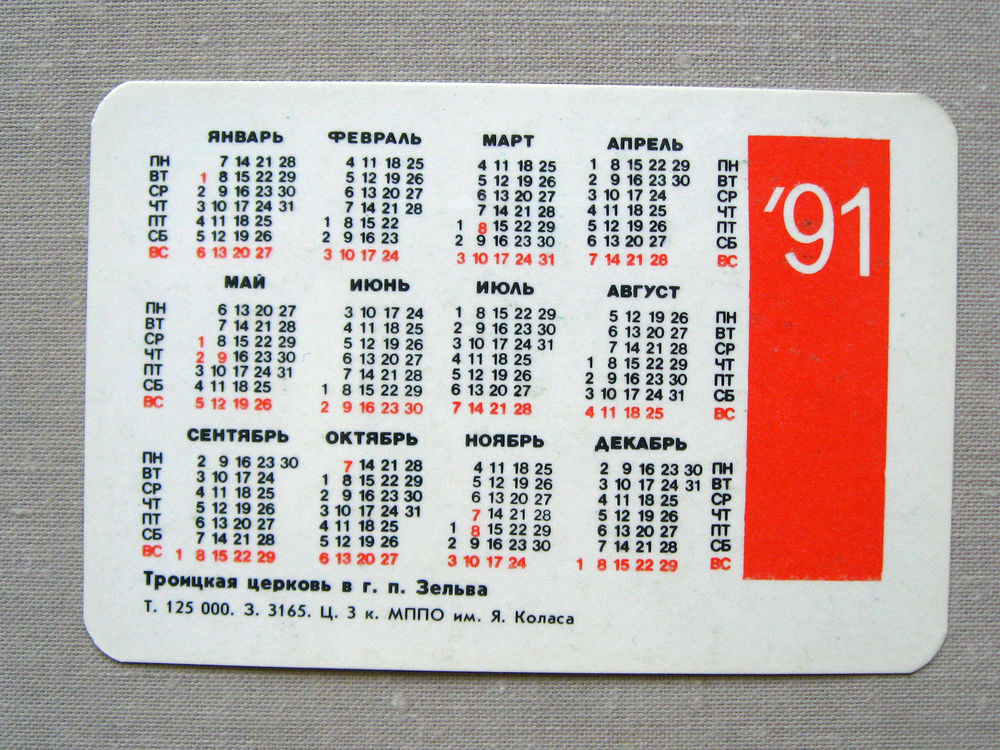 ЯНВАРЬ ФЕВРАЛЬ МАРТ АПРЕЛЬ
ПН 7 14 21 28 4 11 18 25 4 11 18 25 1 8 15 22 29 ПН
ВТ 1 8 15 22 29 5 12 19 26 5 12 19 26 2 9 16 23 30 ВТ
СР 2 9 16 23 30 6 13 20 27 6 13 20 27 3 10 17 24 СР
ЧТ 3 10 17 24 31 7 14 21 28 7 14 21 28 4 11 18 25 ЧТ
ПТ 4 11 18 25 1 8 15 22 1 8 15 22 29 5 12 19 26 ПТ
СБ 5 12 19 26 2 9 16 23 2 9 16 23 30 6 13 20 27 СБ
ВС 6 13 20 27 3 10 17 24 3 10 17 24 31 7 14 21 28 ВС
'91
МАЙ ИЮНЬ ИЮЛЬ АВГУСТ
ПН 6 13 20 27 3 10 17 24 1 8 15 22 29 5 12 19 26 ПН
ВТ 7 14 21 28 4 11 18 25 2 9 16 23 30 6 13 20 27 ВТ
СР 1 8 15 22 29 5 12 19 26 3 10 17 24 31 7 14 21 28 СР
ЧТ 2 9 16 23 30 6 13 20 27 4 11 18 25 1 8 15 22 29 ЧТ
ПТ 3 10 17 24 31 7 14 21 28 5 12 19 26 2 9 16 23 30 ПТ
СБ 4 11 18 25 1 8 15 22 29 6 13 20 27 3 10 17 24 31 СБ
ВС 5 12 19 26 2 9 16 23 30 7 14 21 28 4 11 18 25 ВС
СЕНТЯБРЬ ОКТЯБРЬ НОЯБРЬ ДЕКАБРЬ
ПН 2 9 16 23 30 7 14 21 28 4 11 18 25 2 9 16 23 30 ПН
ВТ 3 10 17 24 1 8 15 22 29 5 12 19 26 3 10 17 24 31 ВТ
СР 4 11 18 25 2 9 16 23 30 6 13 20 27 4 11 18 25 СР
ЧТ 5 12 19 26 3 10 17 24 31 7 14 21 28 5 12 19 26 ЧТ
ПТ 6 13 20 27 4 11 18 25 1 8 15 22 29 6 13 20 27 ПТ
СБ 7 14 21 28 5 12 19 26 2 9 16 23 30 7 14 21 28 СБ
ВС 1 8 15 22 29 6 13 20 27 3 10 17 24 1 8 15 22 29 ВС
Троицкая церковь в г. п. Зельва
Т. 125 000. З. 3165. Ц. 3 к. МППО им. Я. Коласа